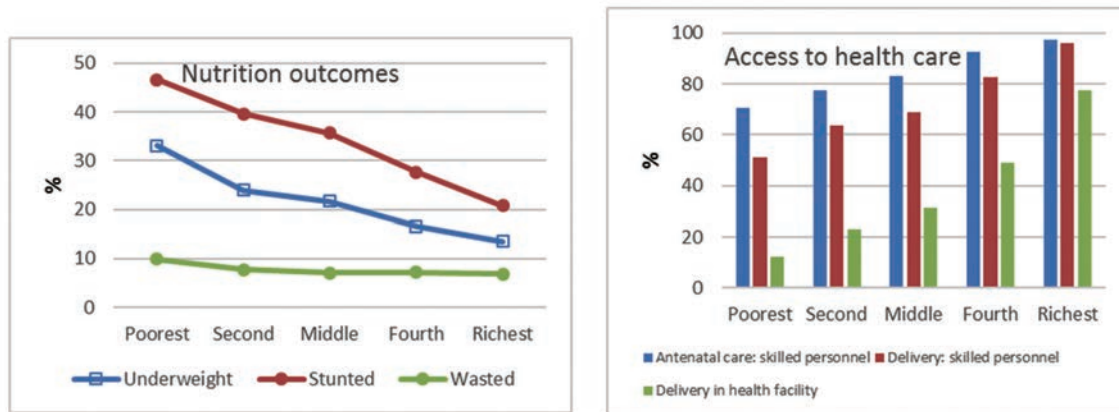 Nutrition outcomes
50
40
30
20
10
0
%
Poorest Second Middle Fourth Richest
Underweight Stunted Wasted
Access to health care
100
80
60
40
20
0
%
Poorest Second Middle Fourth Richest
Antenatal care: skilled personnel Delivery: skilled personnel
Delivery in health facility